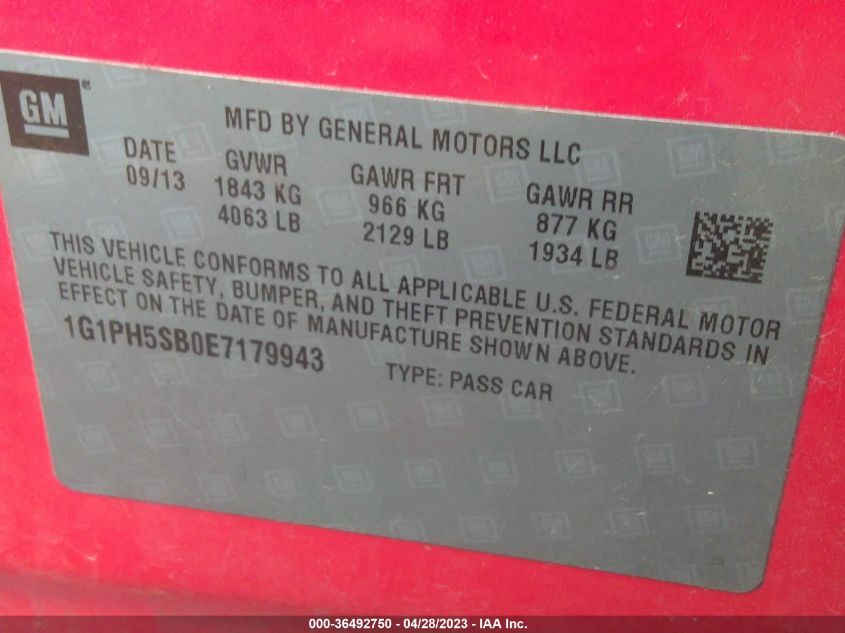 GM
MFD BY GENERAL MOTORS LLC
DATE GVWR GAWR FRT GAWR RR
09/13 1843 KG 966 KG 877 KG
4063 LB 2129 LB 1934 LB
THIS VEHICLE CONFORMS TO ALL APPLICABLE U.S. FEDERAL MOTOR
VEHICLE SAFETY, BUMPER, AND THEFT PREVENTION STANDARDS IN
EFFECT ON THE DATE OF MANUFACTURE SHOWN ABOVE.
1G1PH5SB0E7179943 TYPE: PASS CAR
000-36492750 - 04/28/2023 - IAA Inc.